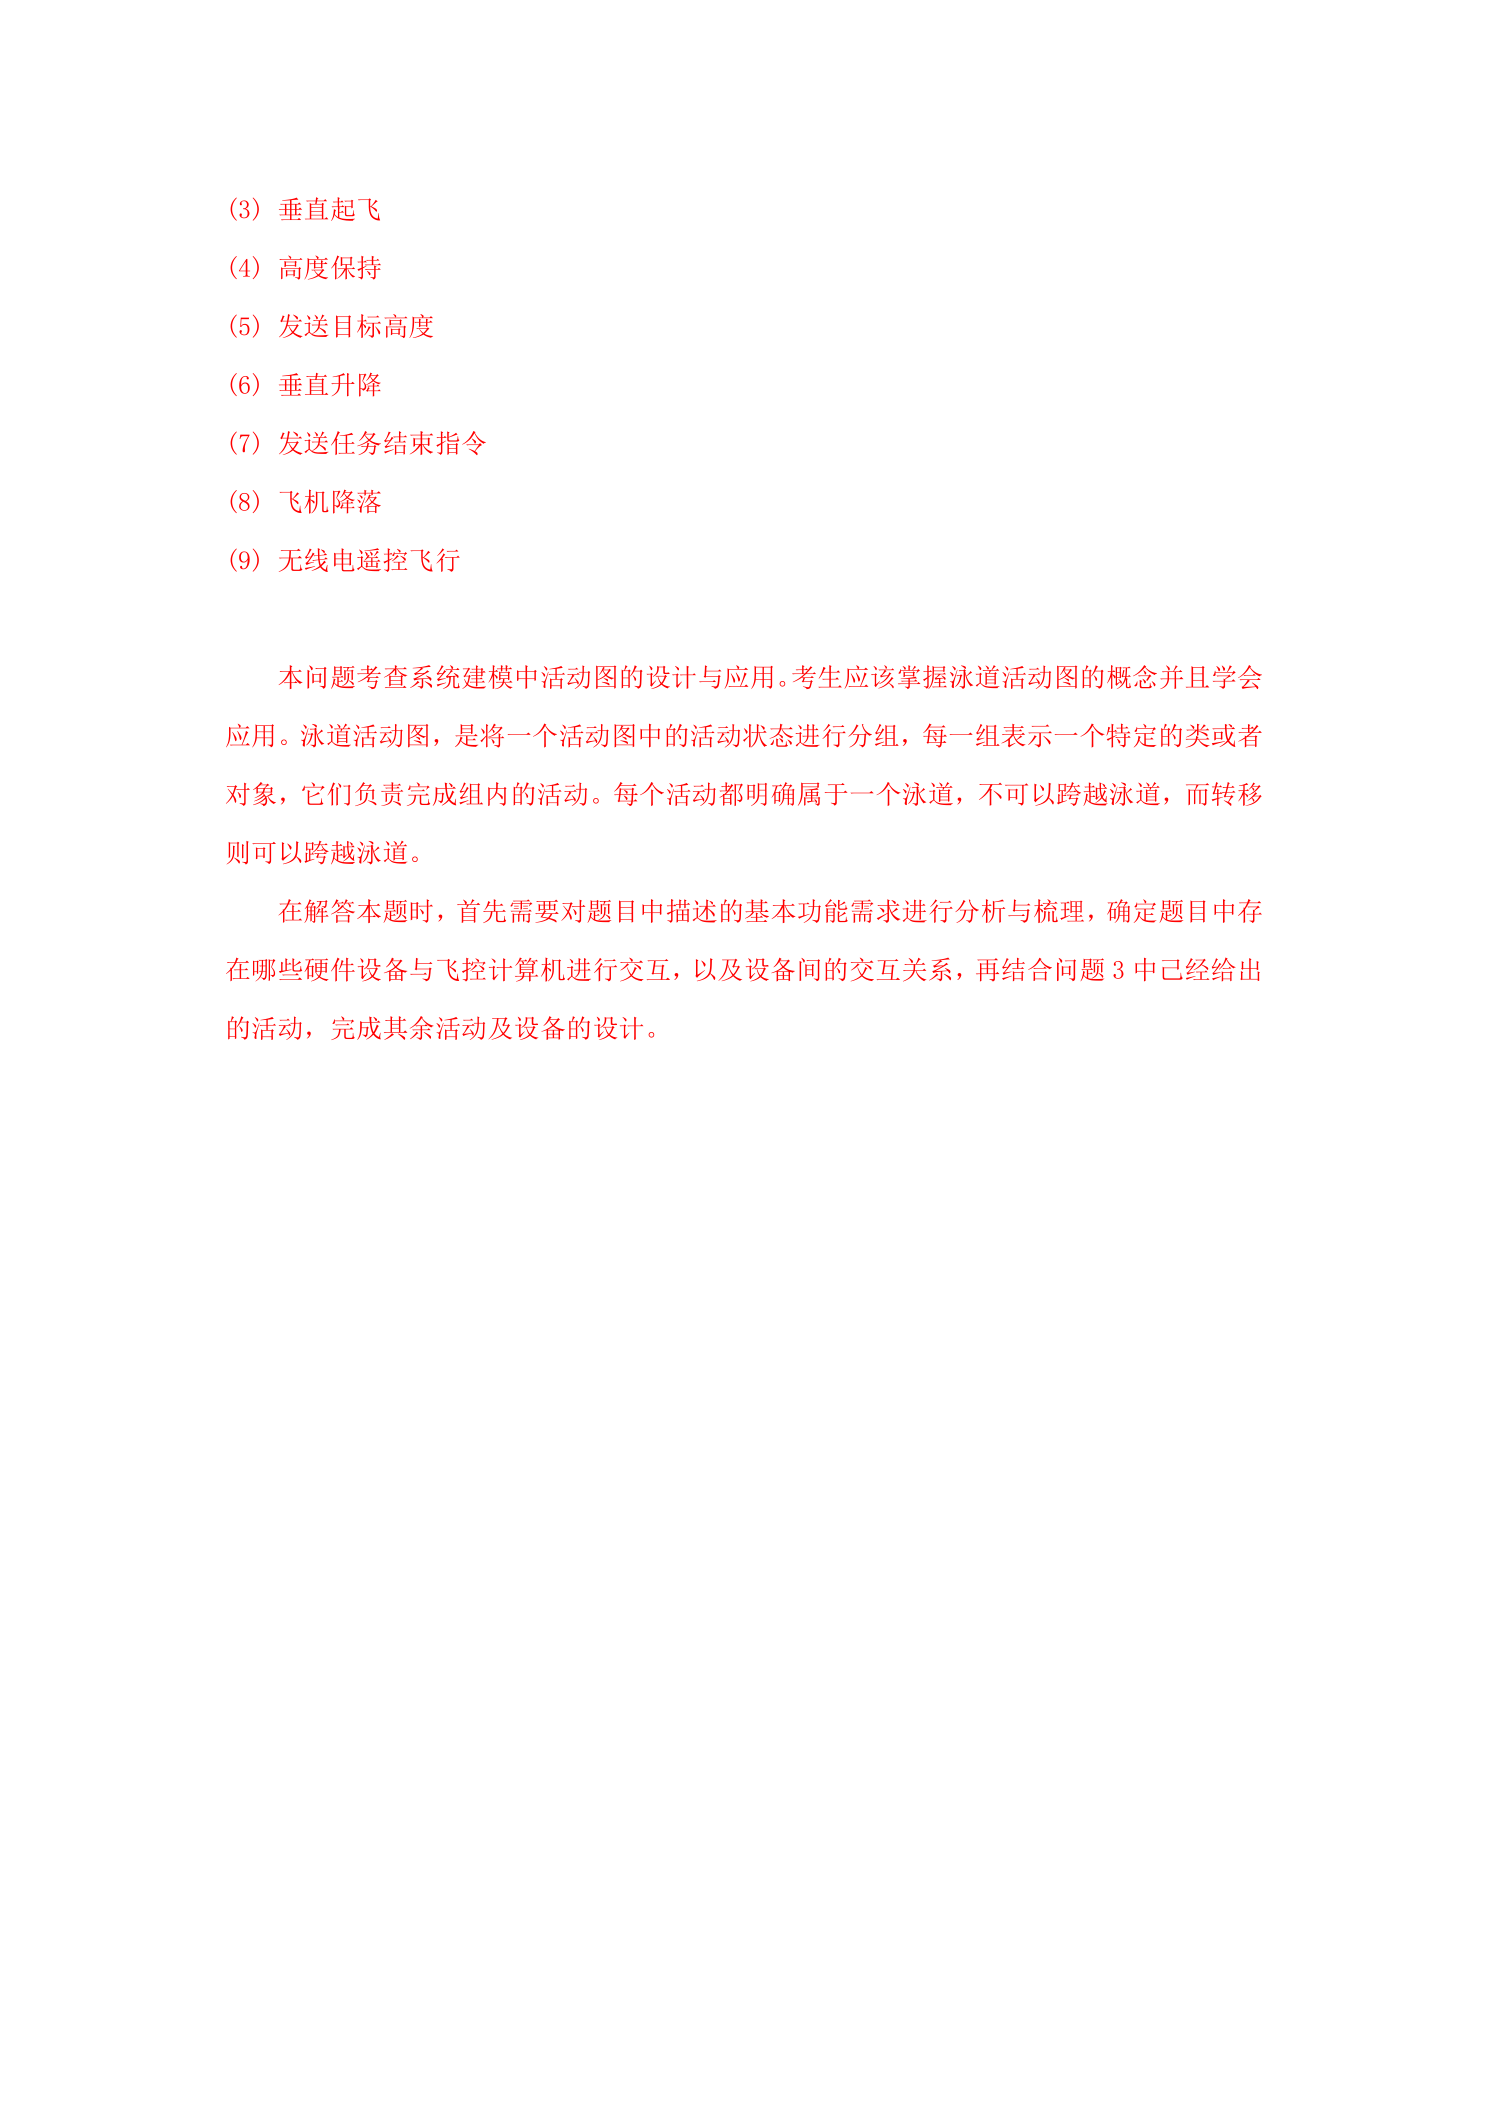 (3) 垂直起飞
(4) 高度保持
(5) 发送目标高度
(6) 垂直升降
(7) 发送任务结束指令
(8) 飞机降落
(9) 无线电遥控飞行
本问题考查系统建模中活动图的设计与应用。考生应该掌握泳道活动图的概念并且学会
应用。泳道活动图，是将一个活动图中的活动状态进行分组，每一组表示一个特定的类或者
对象，它们负责完成组内的活动。每个活动都明确属于一个泳道，不可以跨越泳道，而转移
则可以跨越泳道。
在解答本题时，首先需要对题目中描述的基本功能需求进行分析与梳理，确定题目中存
在哪些硬件设备与飞控计算机进行交互，以及设备间的交互关系，再结合问题 3 中己经给出
的活动，完成其余活动及设备的设计。